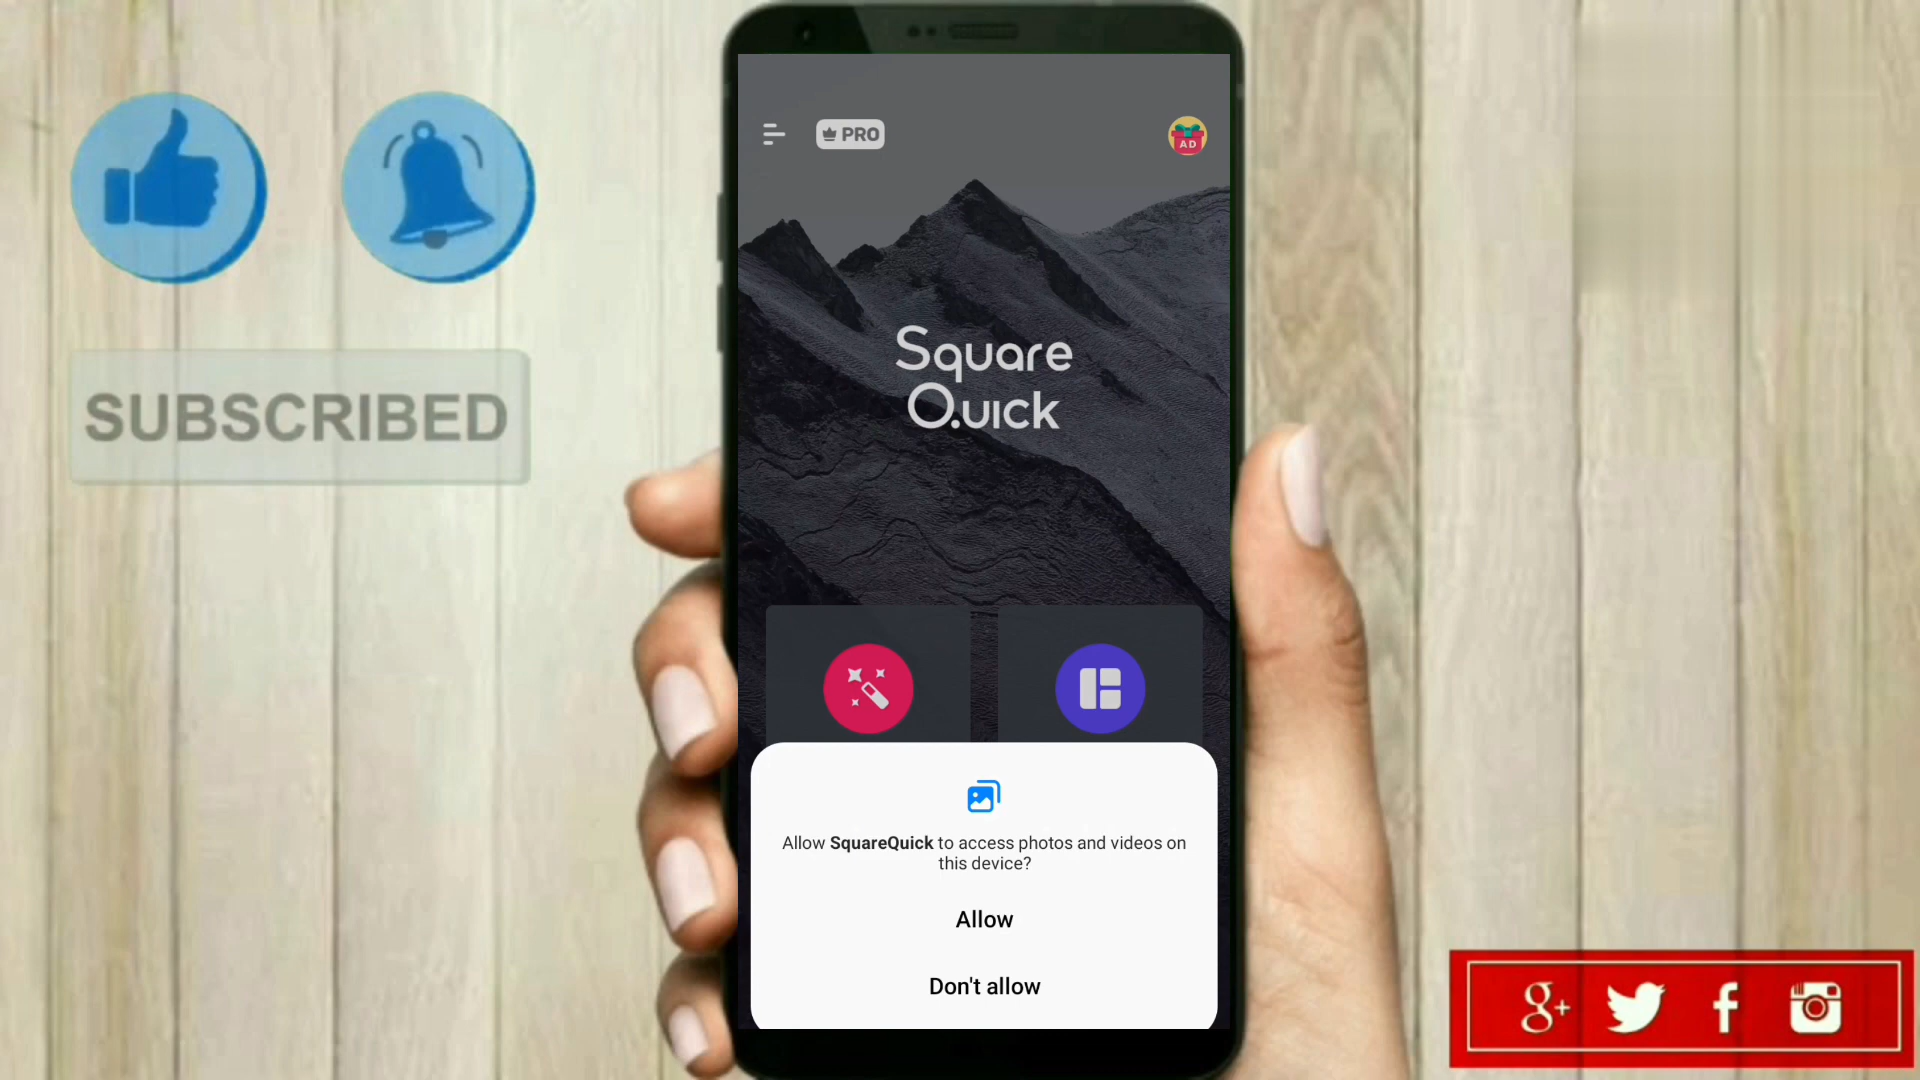 PRO
AD
Square
Quick
SUBSCRIBED
Allow SquareQuick to access photos and videos on
this device?
Allow
Don't allow
g+
f